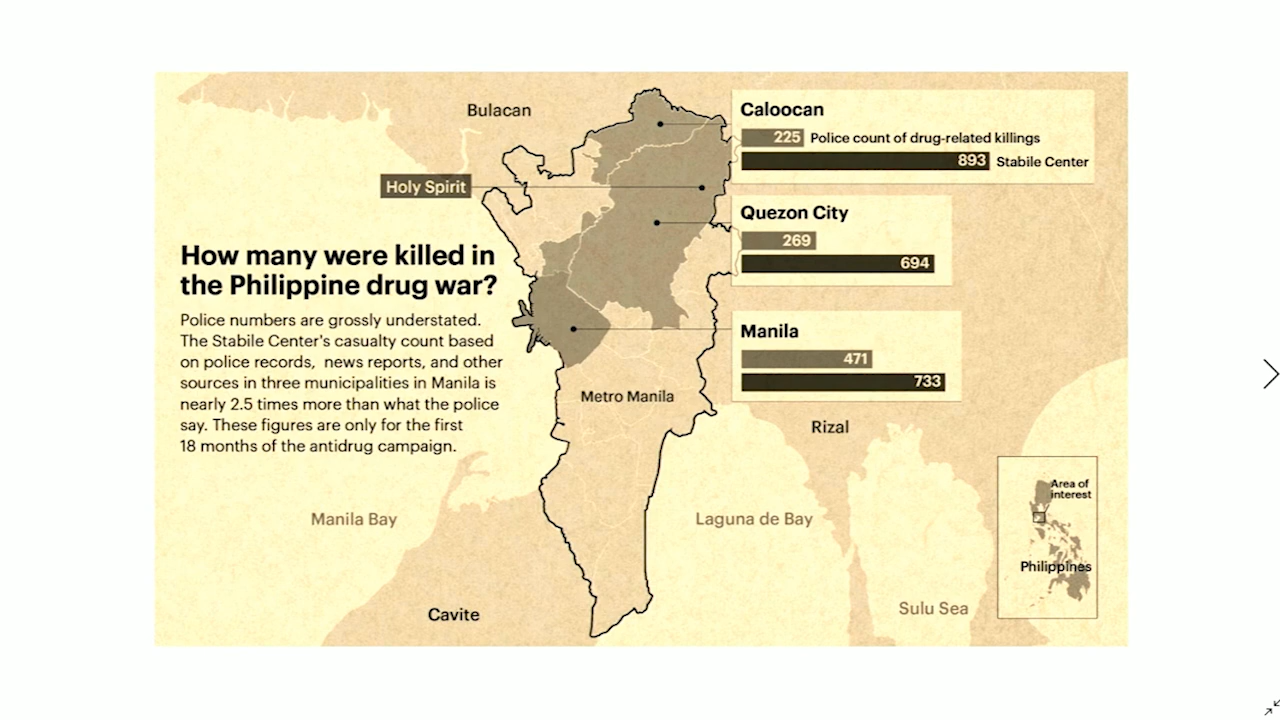 Bulacan
Holy Spirit
How many were killed in
the Philippine drug war?
Police numbers are grossly understated.
The Stabile Center's casualty count based
on police records, news reports, and other
sources in three municipalities in Manila is
nearly 2.5 times more than what the police
say. These figures are only for the first
18 months of the antidrug campaign.
Caloocan
225 Police count of drug-related killings
893 Stabile Center
Quezon City
269
694
Manila
471
733
Metro Manila
Rizal
Manila Bay
Laguna de Bay
Cavite
Sulu Sea
Area of
interest
Philippines